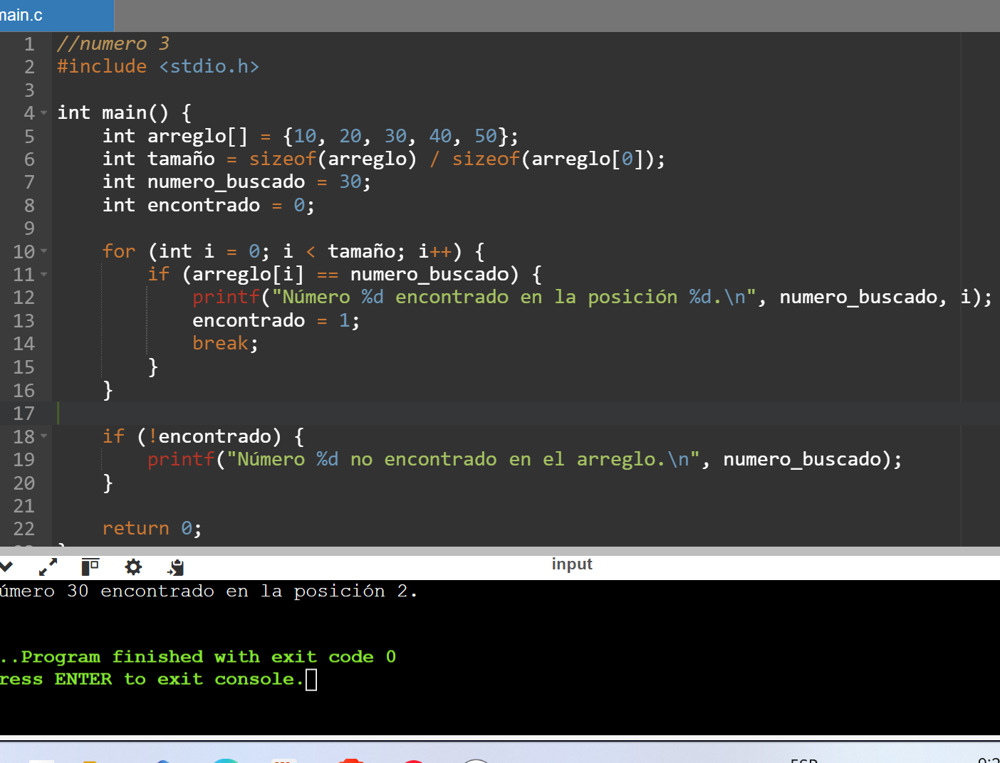 main.c
1 //numero 3
2 #include <stdio.h>
3
4 int main() {
5     int arreglo[] = {10, 20, 30, 40, 50};
6     int tamaño = sizeof(arreglo) / sizeof(arreglo[0]);
7     int numero_buscado = 30;
8     int encontrado = 0;
9
10     for (int i = 0; i < tamaño; i++) {
11         if (arreglo[i] == numero_buscado) {
12             printf("Número %d encontrado en la posición %d.\n", numero_buscado, i);
13             encontrado = 1;
14             break;
15         }
16     }
17
18     if (!encontrado) {
19         printf("Número %d no encontrado en el arreglo.\n", numero_buscado);
20     }
21
22     return 0;
input
úmero 30 encontrado en la posición 2.
..Program finished with exit code 0
ress ENTER to exit console.
ESP